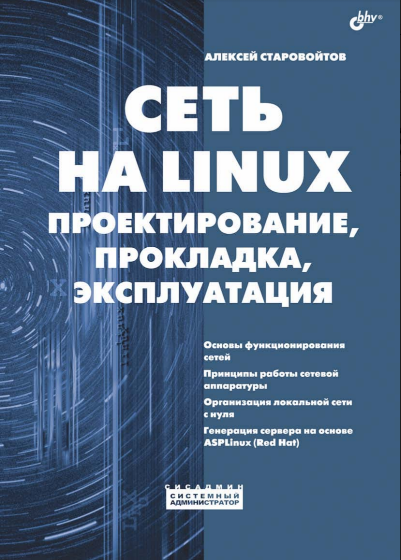 bhv®
АЛЕКСЕЙ СТАРОВОЙТОВ
СЕТЬ
НА LINUX
ПРОЕКТИРОВАНИЕ,
ПРОКЛАДКА,
ЭКСПЛУАТАЦИЯ
Основы функционирования
сетей
Принципы работы сетевой
аппаратуры
Организация локальной сети
с нуля
Генерация сервера на основе
ASPLinux (Red Hat)
СИСАДМИН
СИСТЕМНЫЙ
АДМИНИСТРАТОР